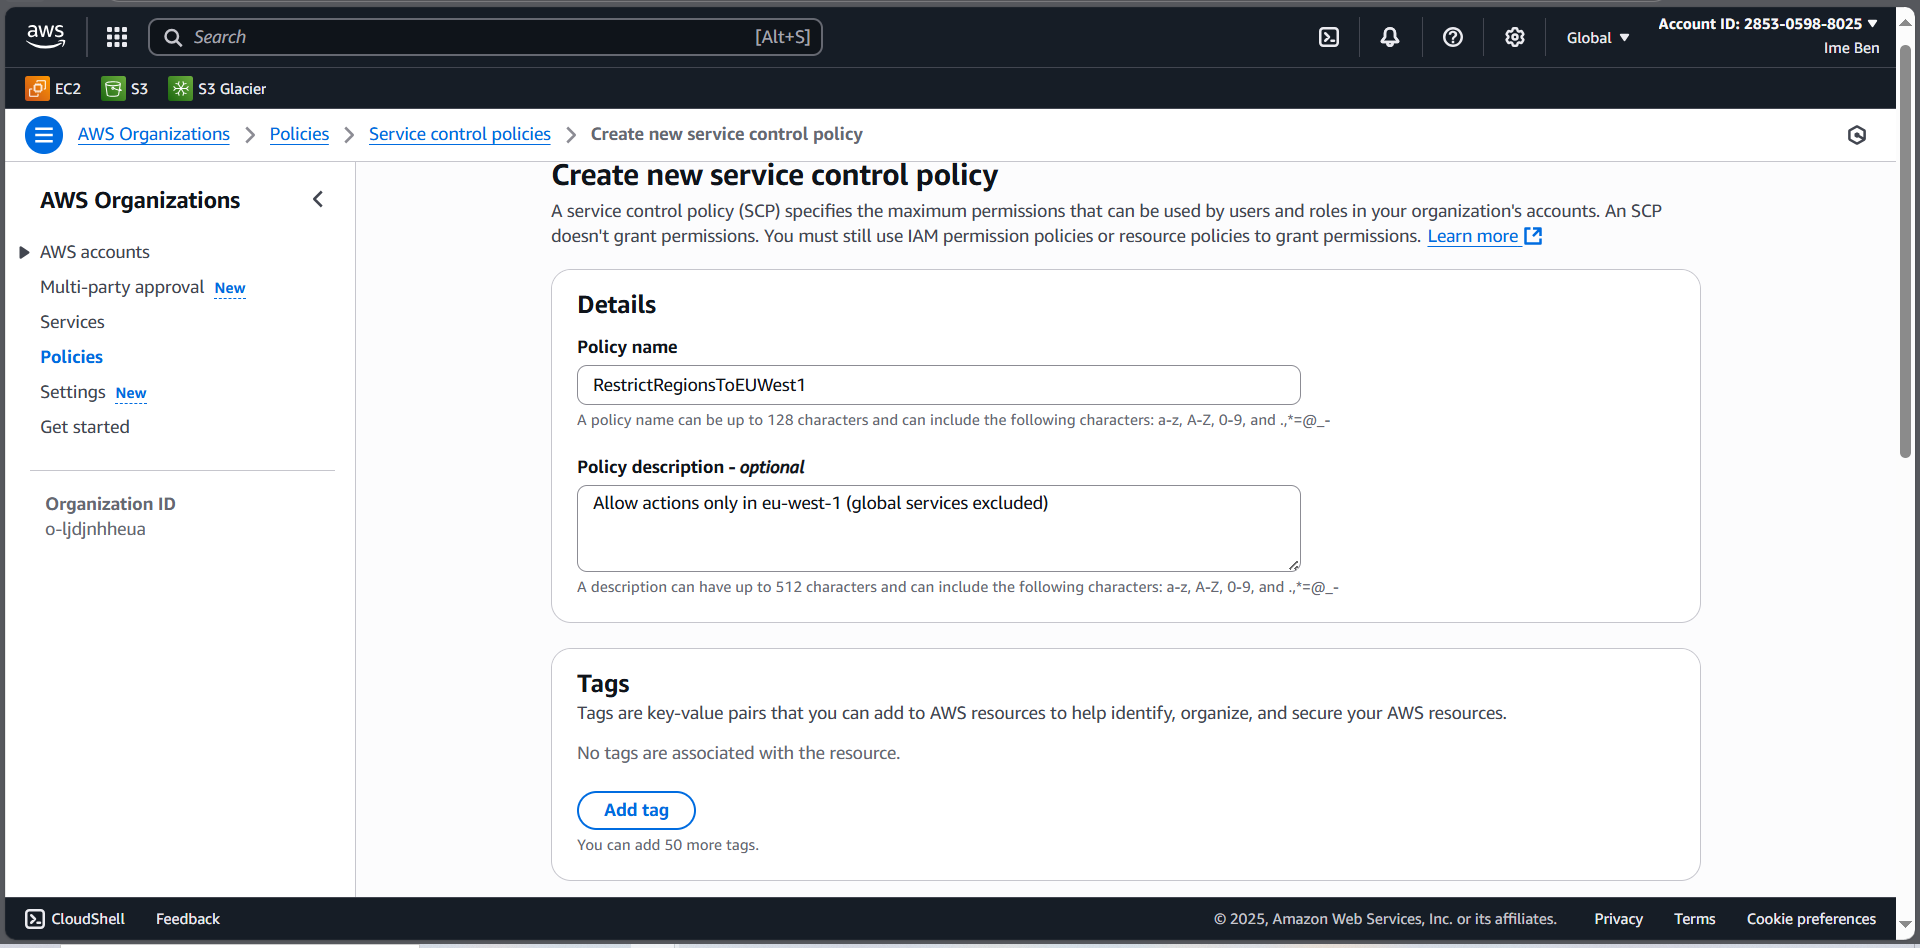 aws
Search
[Alt+S]
Global
Account ID: 2853-0598-8025
Ime Ben
EC2
S3
S3 Glacier
AWS Organizations
Policies
Service control policies
Create new service control policy
AWS Organizations
AWS accounts
Multi-party approval New
Services
Policies
Settings New
Get started
Organization ID
o-ljdjnhheua
Create new service control policy
A service control policy (SCP) specifies the maximum permissions that can be used by users and roles in your organization's accounts. An SCP
doesn't grant permissions. You must still use IAM permission policies or resource policies to grant permissions. Learn more
Details
Policy name
RestrictRegionsToEUWest1
A policy name can be up to 128 characters and can include the following characters: a-z, A-Z, 0-9, and .,*=@_-
Policy description - optional
Allow actions only in eu-west-1 (global services excluded)
A description can have up to 512 characters and can include the following characters: a-z, A-Z, 0-9, and .,*=@_-
Tags
Tags are key-value pairs that you can add to AWS resources to help identify, organize, and secure your AWS resources.
No tags are associated with the resource.
Add tag
You can add 50 more tags.
CloudShell
Feedback
© 2025, Amazon Web Services, Inc. or its affiliates.
Privacy
Terms
Cookie preferences